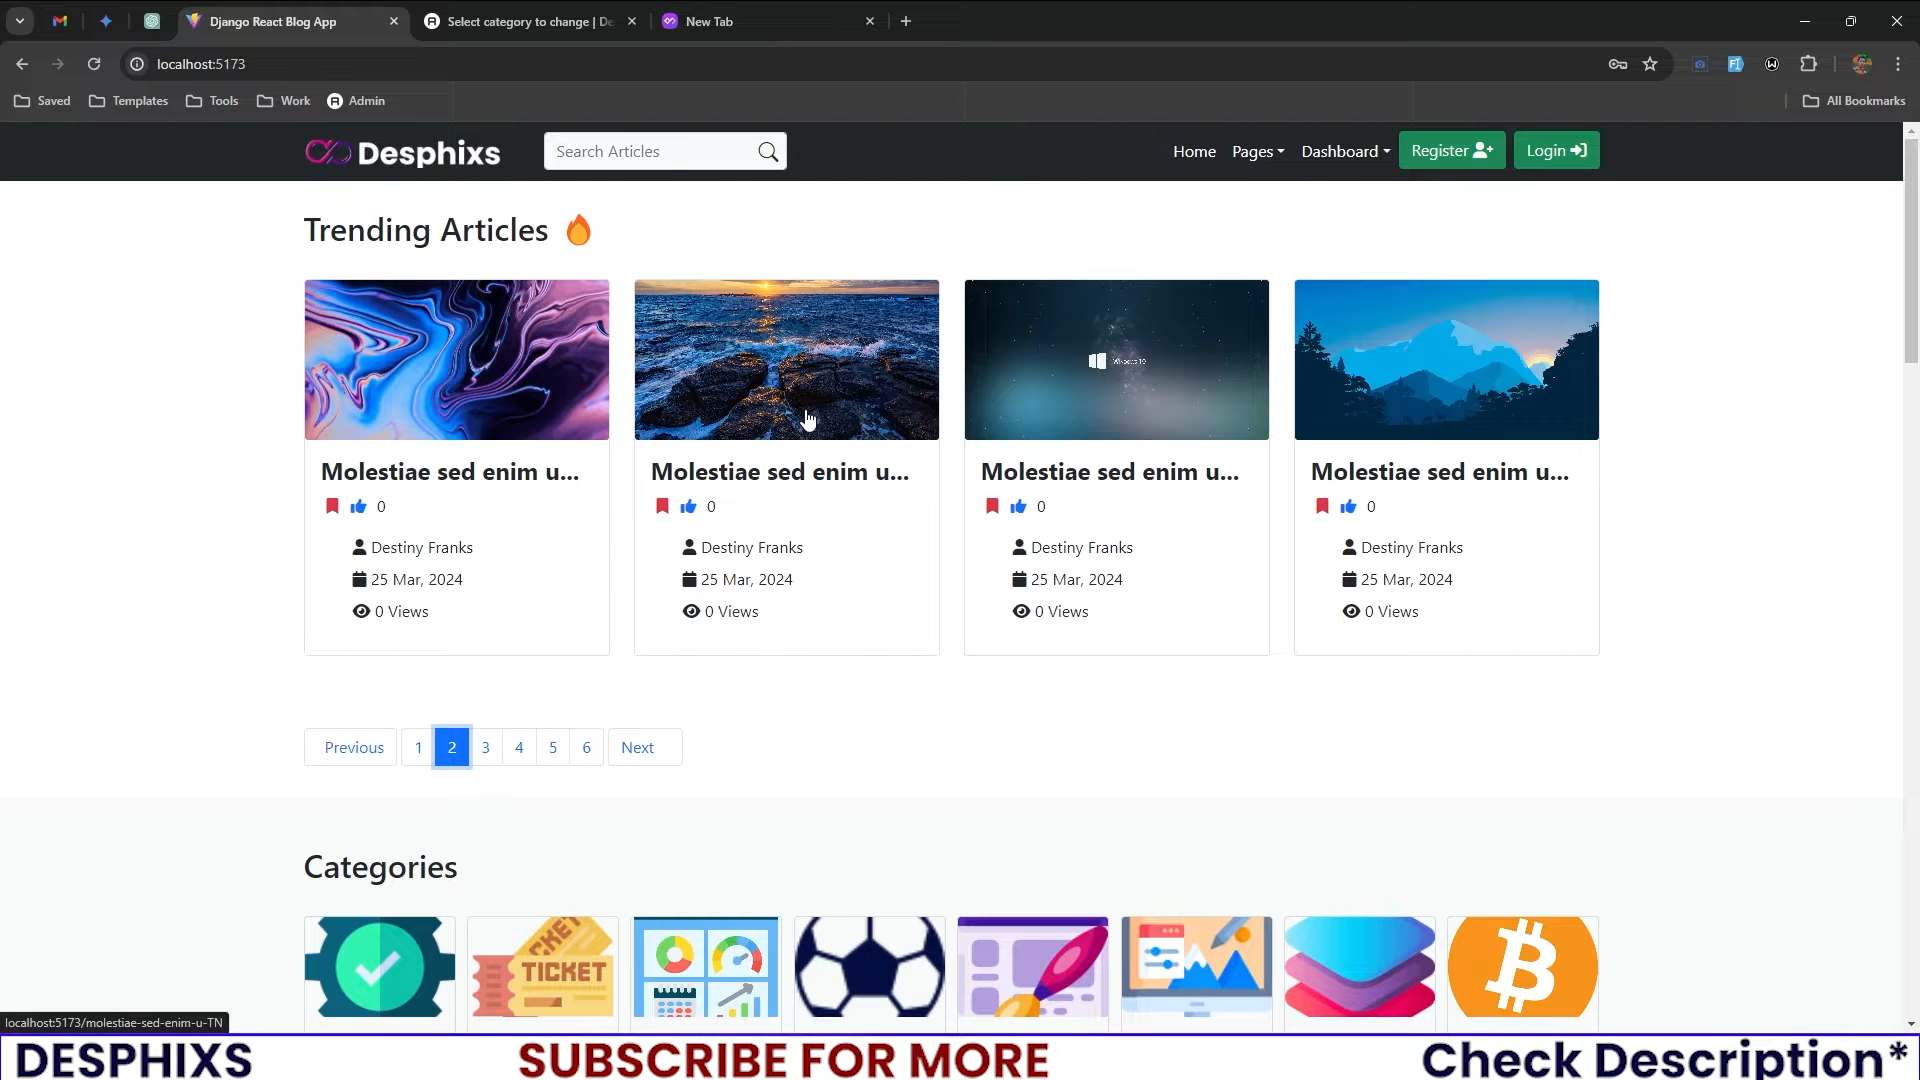 Django React Blog App
Select category to change | De
New Tab
localhost:5173
Saved
Templates
Tools
Work
Admin
All Bookmarks
Desphixs
Search Articles
Home
Pages
Dashboard
Register
Login
Trending Articles
Windows 10
Molestiae sed enim u...
Molestiae sed enim u...
Molestiae sed enim u...
Molestiae sed enim u...
0
0
0
0
Destiny Franks
Destiny Franks
Destiny Franks
Destiny Franks
25 Mar, 2024
25 Mar, 2024
25 Mar, 2024
25 Mar, 2024
0 Views
0 Views
0 Views
0 Views
Previous 1 2 3 4 5 6 Next
Categories
TICKET
localhost:5173/molestiae-sed-enim-u-TN
DESPHIXS
SUBSCRIBE FOR MORE
Check Description*